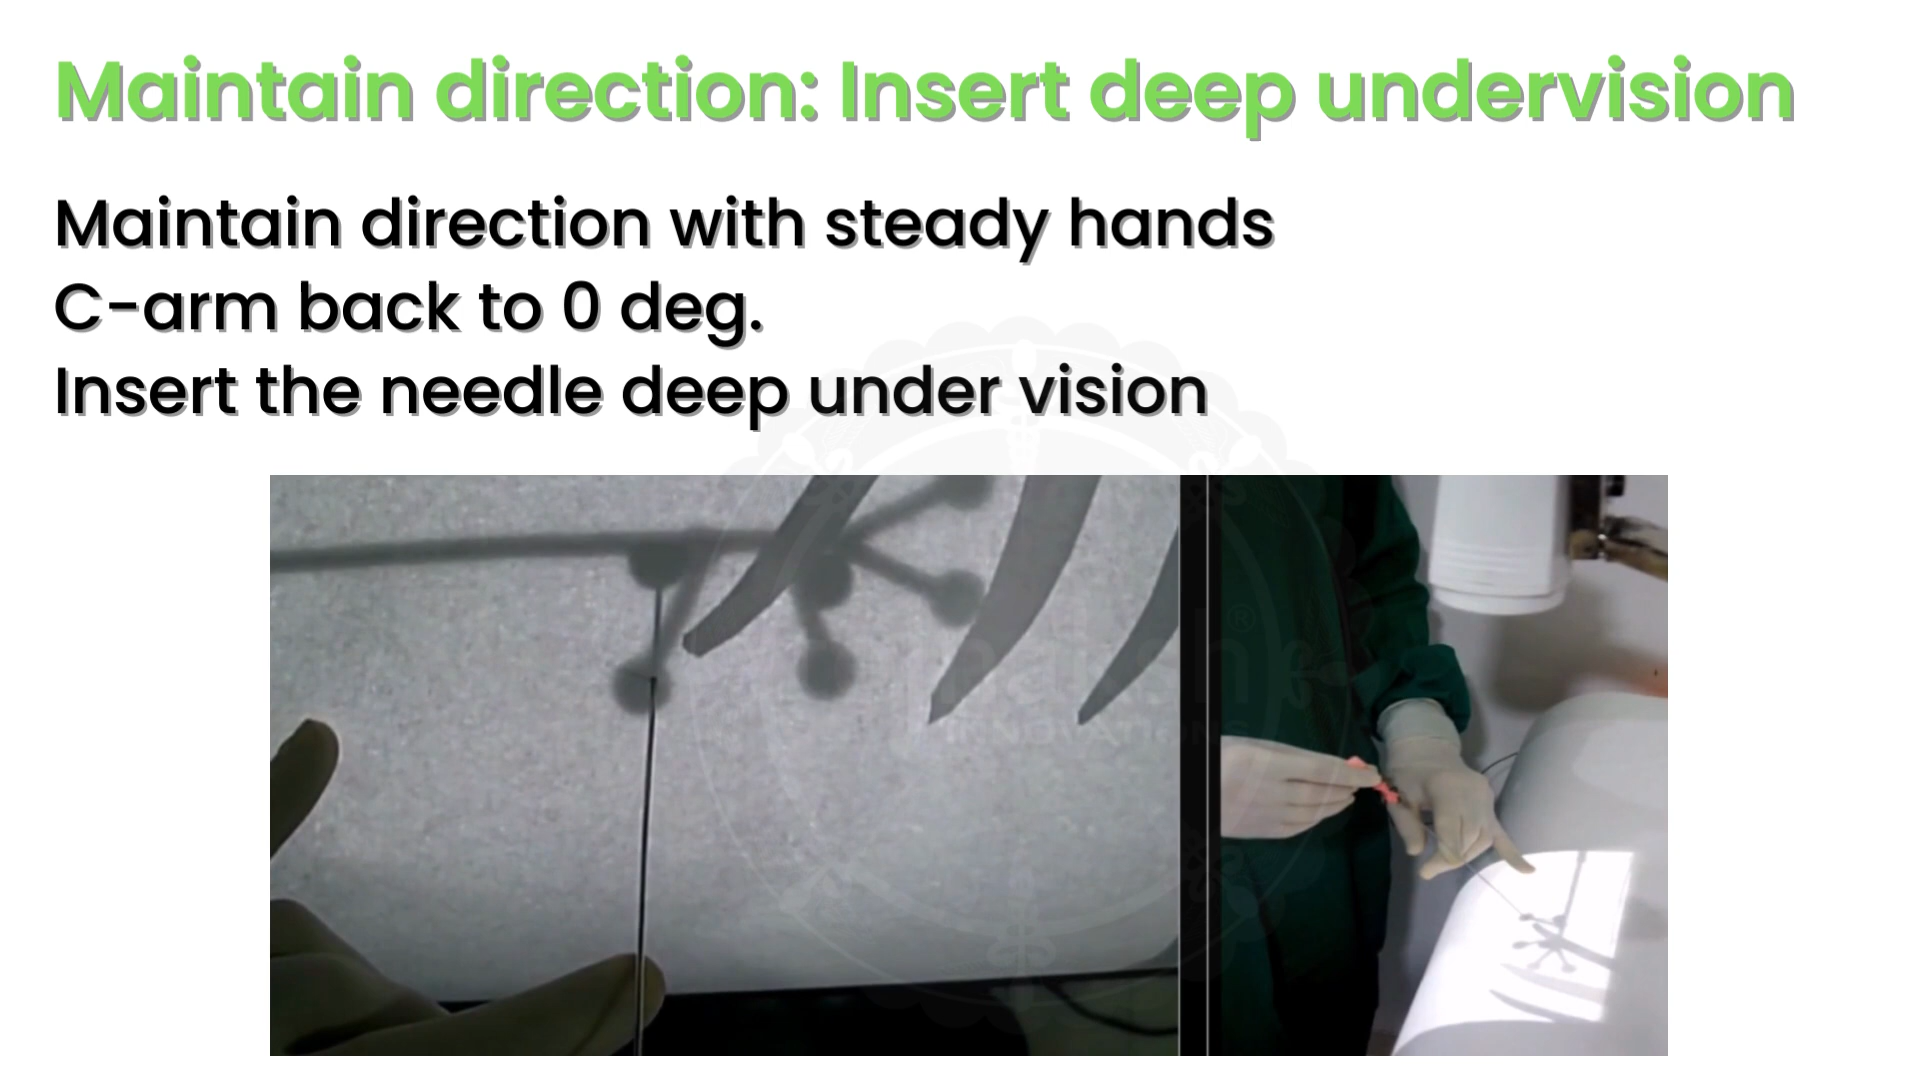 Maintain direction: Insert deep undervision
Maintain direction with steady hands
C-arm back to 0 deg.
Insert the needle deep under vision
INNOVATIONS